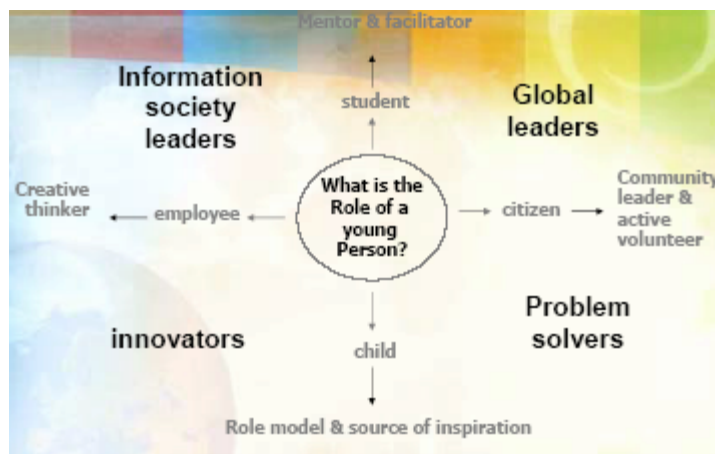 Mentor & facilitator
Information
society
leaders
student
Global
leaders
Creative
thinker
employee
What is the
Role of a
young
Person?
citizen
Community
leader &
active
volunteer
innovators
child
Problem
solvers
Role model & source of inspiration